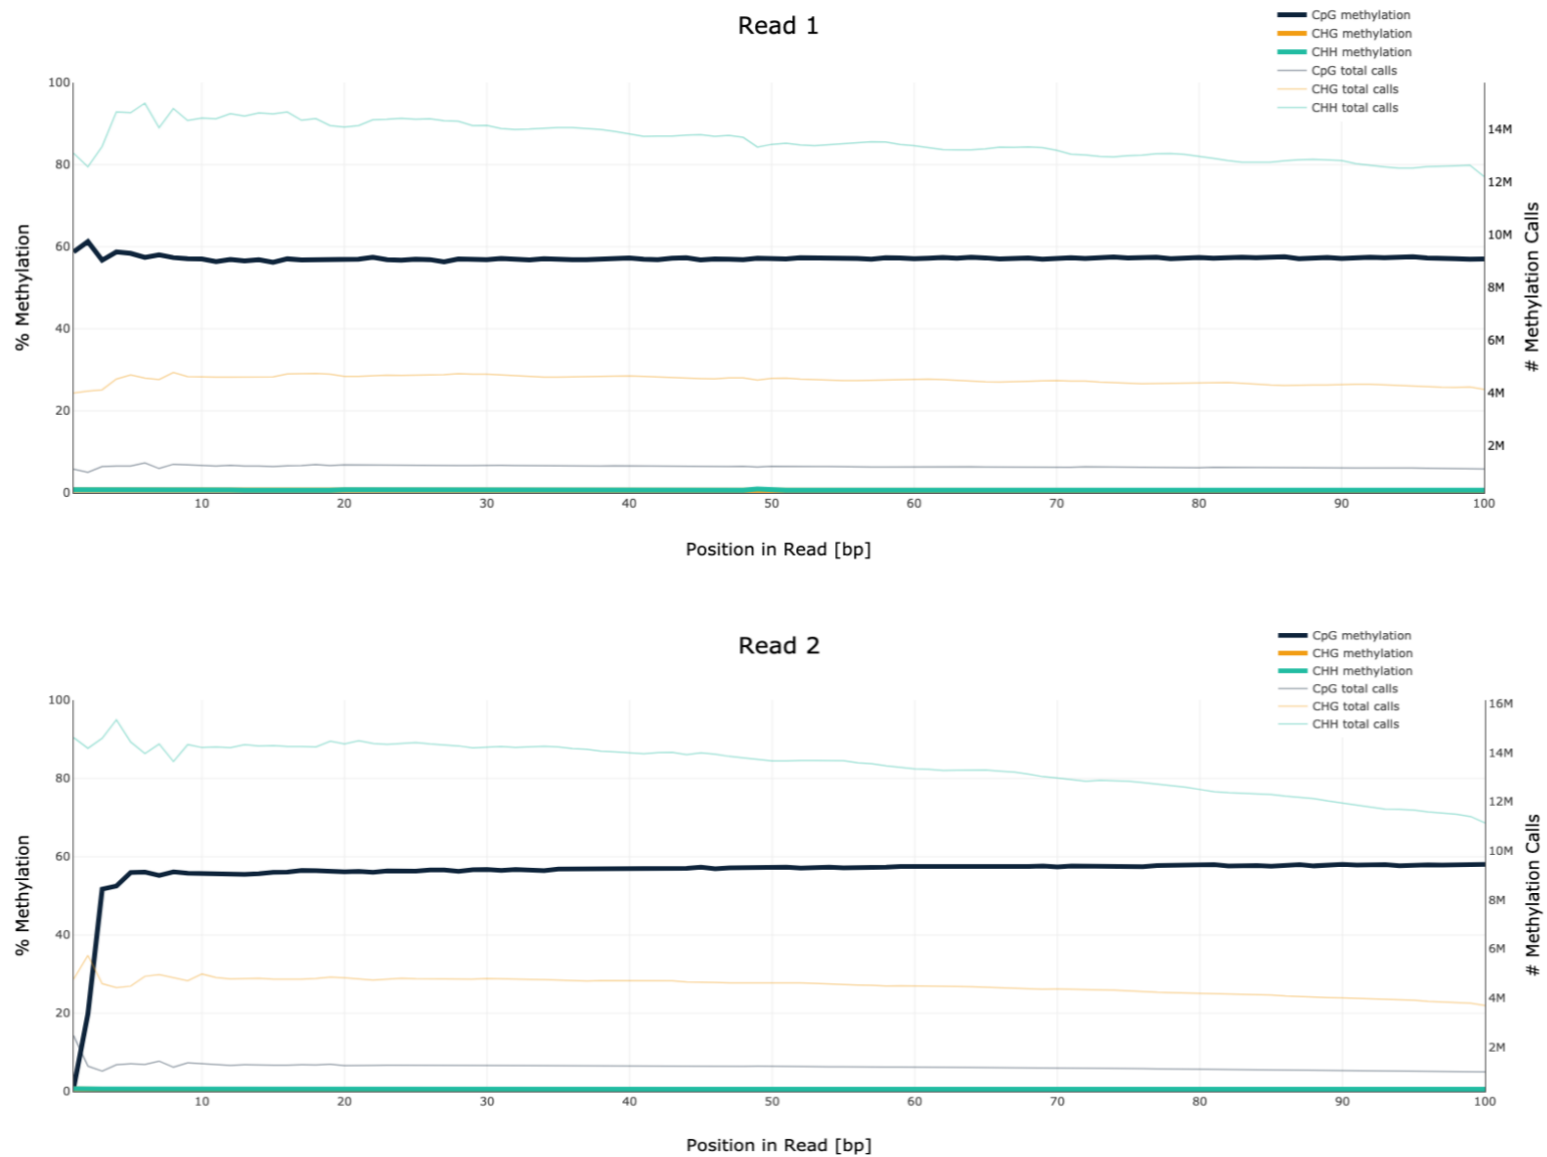 Read 1
CpG methylation
CHG methylation
CHH methylation
CpG total calls
CHG total calls
CHH total calls
100
80
60
40
20
0
% Methylation
14M
12M
10M
8M
6M
4M
2M
# Methylation Calls
10 20 30 40 50 60 70 80 90 100
Position in Read [bp]
Read 2
CpG methylation
CHG methylation
CHH methylation
CpG total calls
CHG total calls
CHH total calls
100
80
60
40
20
0
% Methylation
16M
14M
12M
10M
8M
6M
4M
2M
# Methylation Calls
10 20 30 40 50 60 70 80 90 100
Position in Read [bp]